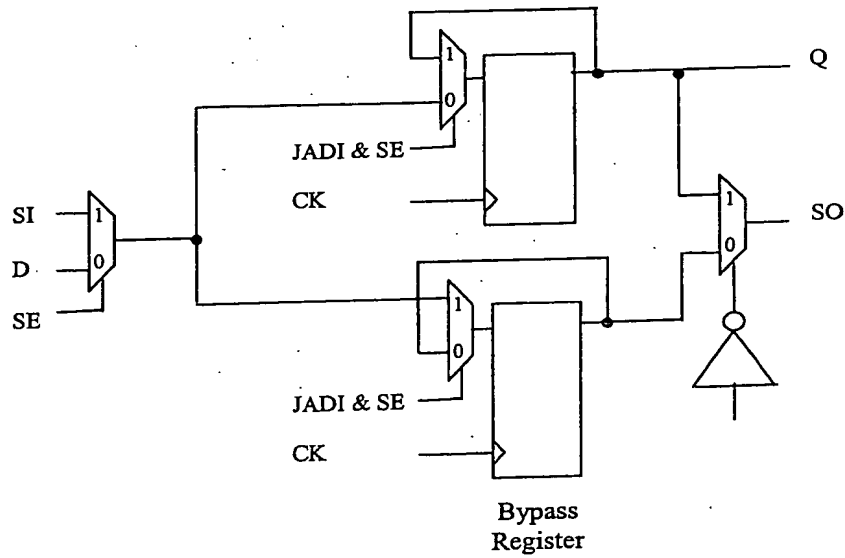 1
Q
0
JADI & SE
CK
SI
1
1
SO
D
0
0
SE
1
0
JADI & SE
CK
Bypass
Register